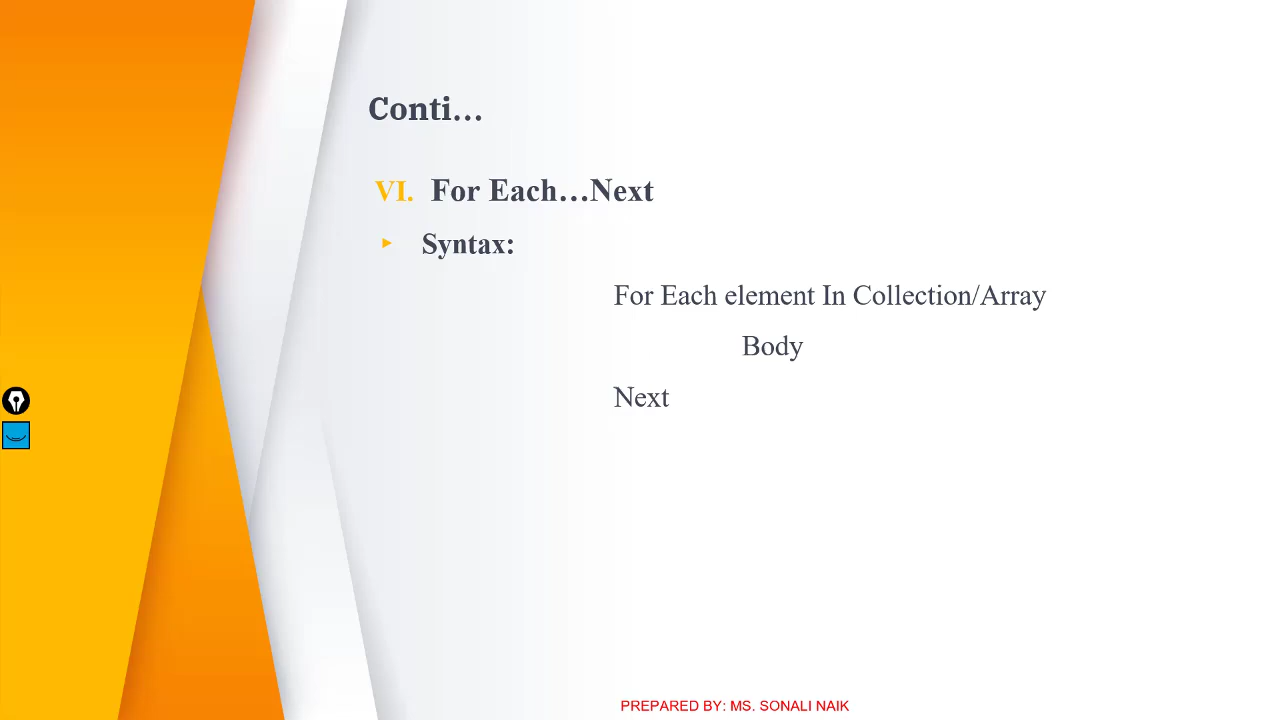 Conti...
VI. For Each...Next
Syntax:
For Each element In Collection/Array
Body
Next
PREPARED BY: MS. SONALI NAIK